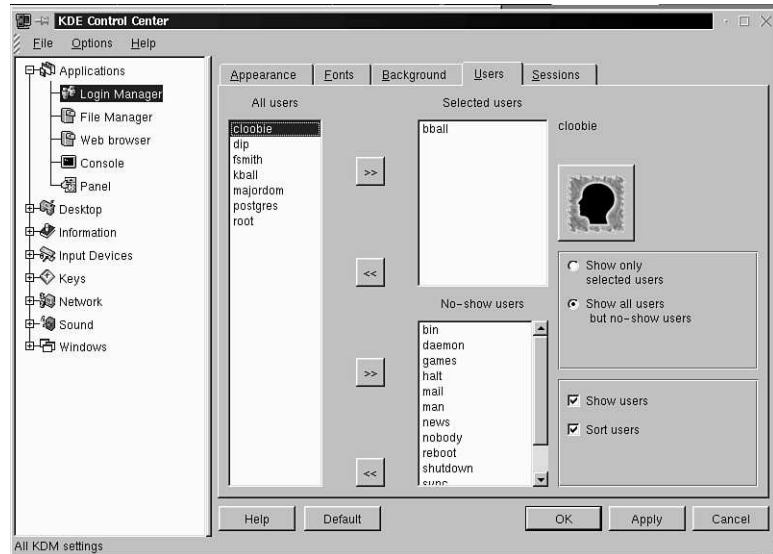 KDE Control Center
File Options Help
Applications
Login Manager
File Manager
Web browser
Console
Panel
Desktop
Information
Input Devices
Keys
Network
Sound
Windows
Appearance Fonts Background Users Sessions
All users
cloobie
dip
fsmith
kball
majordom
postgres
root
>>
<<
Selected users
bball
No-show users
bin
daemon
games
halt
mail
man
news
nobody
reboot
shutdown
sync
>>
<<
cloobie
Show only
selected users
Show all users
but no-show users
Show users
Sort users
Help Default OK Apply Cancel
All KDM settings